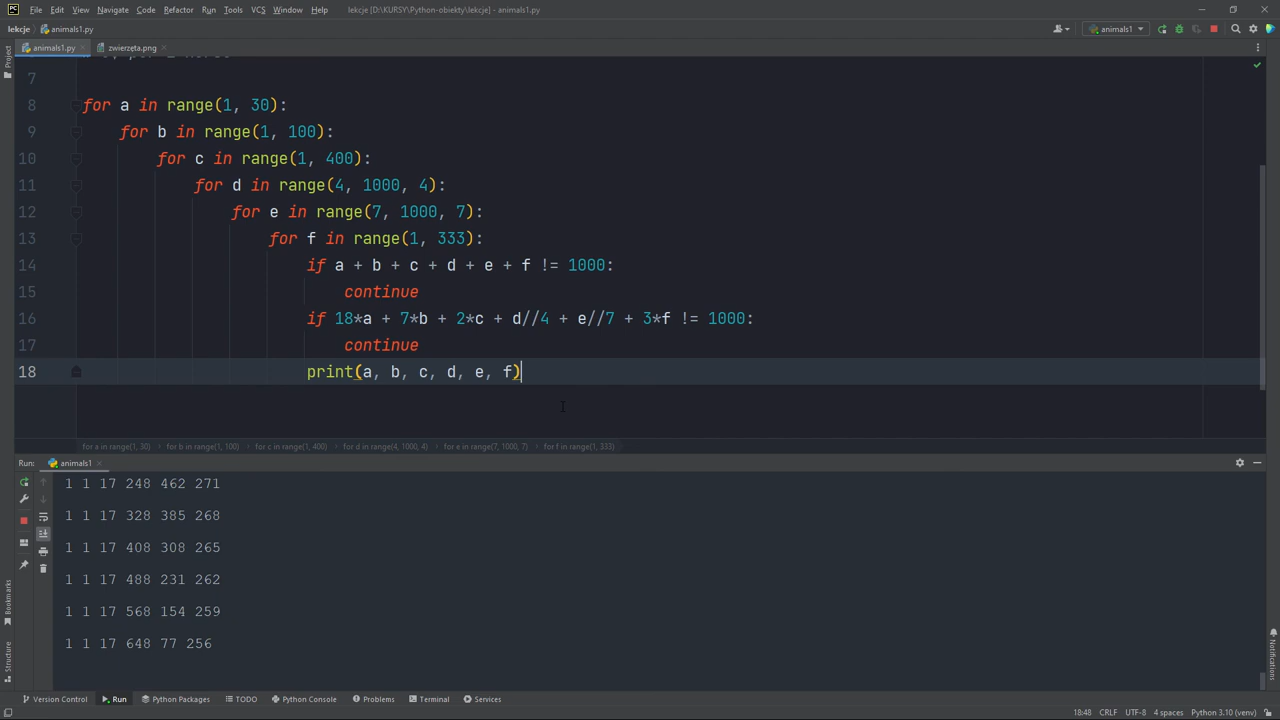 File Edit View Navigate Code Refactor Run Tools VCS Window Help lekcje [D:\KURSY\Python-obiekty\lekcje] - animals1.py
lekcje animals1.py animals1
animals1.py zwierzęta.png
Project
7
8 for a in range(1, 30):
9 for b in range(1, 100):
10 for c in range(1, 400):
11 for d in range(4, 1000, 4):
12 for e in range(7, 1000, 7):
13 for f in range(1, 333):
14 if a + b + c + d + e + f != 1000:
15 continue
16 if 18*a + 7*b + 2*c + d//4 + e//7 + 3*f != 1000:
17 continue
18 print(a, b, c, d, e, f)
for a in range(1, 30) for b in range(1, 100) for c in range(1, 400) for d in range(4, 1000, 4) for e in range(7, 1000, 7) for f in range(1, 333)
Run: animals1
1 1 17 248 462 271
1 1 17 328 385 268
1 1 17 408 308 265
1 1 17 488 231 262
1 1 17 568 154 259
1 1 17 648 77 256
Bookmarks
Structure
Notifications
Version Control Run Python Packages TODO Python Console Problems Terminal Services
18:48 CRLF UTF-8 4 spaces Python 3.10 (venv)